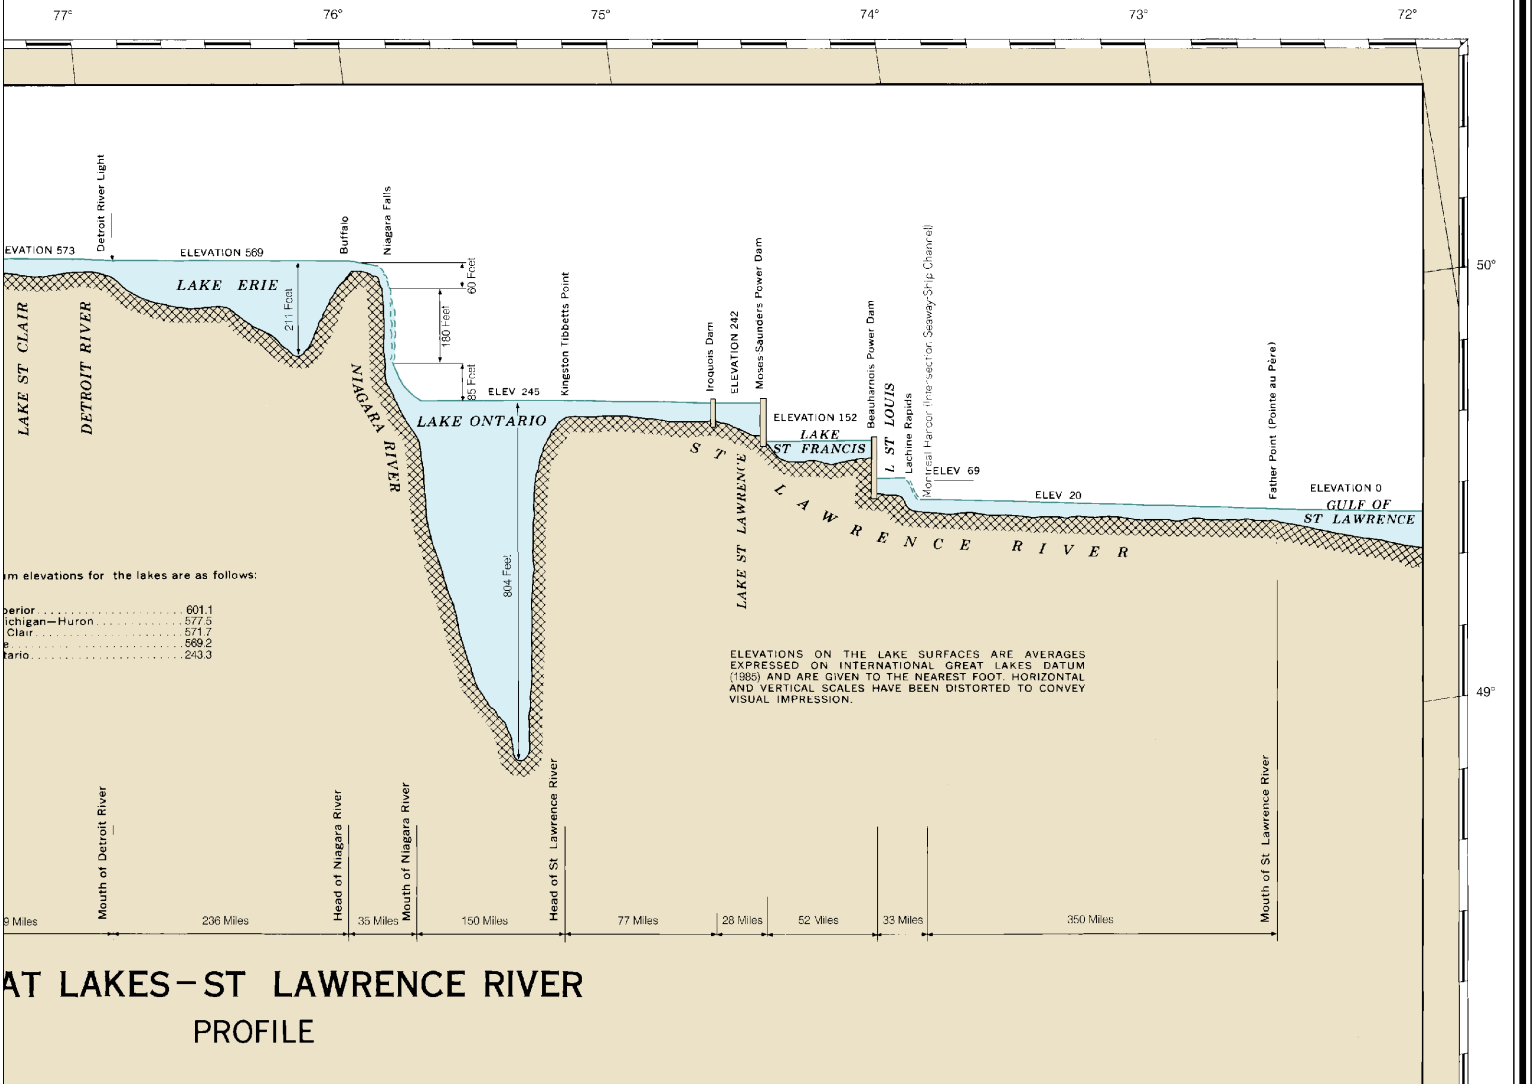 77°
76°
75°
74°
73°
72°
50°
49°
EVATION 573
Detroit River Light
ELEVATION 569
LAKE ERIE
211 Feet
Buffalo
Niagara Falls
60 Feet
180 Feet
85 Feet
ELEV 245
LAKE ONTARIO
804 Feet
Kingston Tibbetts Point
Iroquois Dam
ELEVATION 242
Moses-Saunders Power Dam
ELEVATION 152
LAKE
ST FRANCIS
Beauharnois Power Dam
L ST LOUIS
Lachine Rapids
Montreal Harbor (Intersection Seaway-Ship Channel)
ELEV 69
ELEV 20
Father Point (Pointe au Père)
ELEVATION 0
GULF OF
ST LAWRENCE
LAKE ST CLAIR
DETROIT RIVER
NIAGARA RIVER
LAKE ST LAWRENCE
ST LAWRENCE RIVER
um elevations for the lakes are as follows:
perior 601.1
ichigan—Huron 577.5
Clair 571.7
e 569.2
tario 243.3
ELEVATIONS ON THE LAKE SURFACES ARE AVERAGES
EXPRESSED ON INTERNATIONAL GREAT LAKES DATUM
(1985) AND ARE GIVEN TO THE NEAREST FOOT. HORIZONTAL
AND VERTICAL SCALES HAVE BEEN DISTORTED TO CONVEY
VISUAL IMPRESSION.
Mouth of Detroit River
Head of Niagara River
Mouth of Niagara River
Head of St Lawrence River
Mouth of St Lawrence River
9 Miles
236 Miles
35 Miles
150 Miles
77 Miles
28 Miles
52 Miles
33 Miles
350 Miles
AT LAKES—ST LAWRENCE RIVER
PROFILE